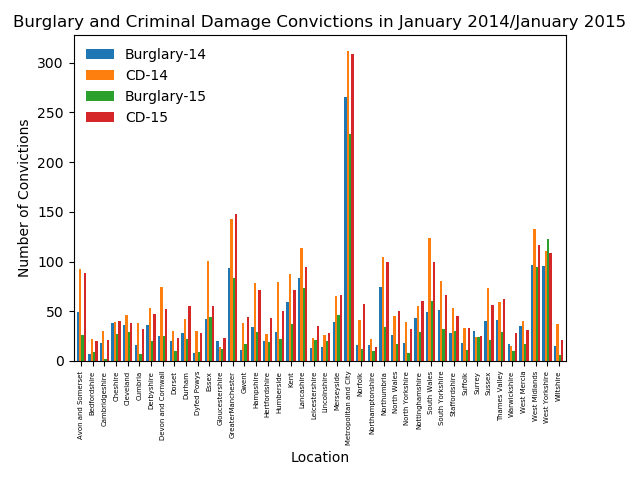 Burglary and Criminal Damage Convictions in January 2014/January 2015
Burglary-14
CD-14
Burglary-15
CD-15
Number of Convictions
300
250
200
150
100
50
0
Avon and Somerset
Bedfordshire
Cambridgeshire
Cheshire
Cleveland
Cumbria
Derbyshire
Devon and Cornwall
Dorset
Durham
Dyfed Powys
Essex
Gloucestershire
GreaterManchester
Gwent
Hampshire
Hertfordshire
Humberside
Kent
Lancashire
Leicestershire
Lincolnshire
Merseyside
Metropolitan and City
Norfolk
Northamptonshire
Northumbria
North Wales
North Yorkshire
Nottinghamshire
South Wales
South Yorkshire
Staffordshire
Suffolk
Surrey
Sussex
Thames Valley
Warwickshire
West Mercia
West Midlands
West Yorkshire
Wiltshire
Location